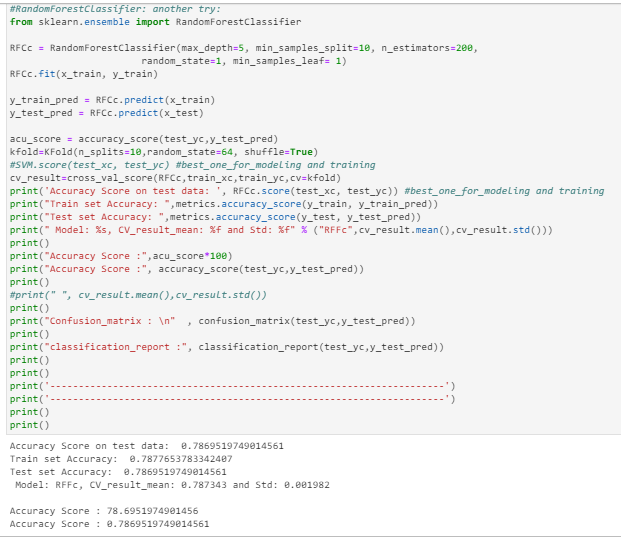 #RandomForestClassifier: another try:
from sklearn.ensemble import RandomForestClassifier
RFCc = RandomForestClassifier(max_depth=5, min_samples_split=10, n_estimators=200,
random_state=1, min_samples_leaf= 1)
RFCc.fit(x_train, y_train)
y_train_pred = RFCc.predict(x_train)
y_test_pred = RFCc.predict(x_test)
acu_score = accuracy_score(test_yc,y_test_pred)
kfold=KFold(n_splits=10,random_state=64, shuffle=True)
#SVM.score(test_xc, test_yc) #best_one_for_modeling and training
cv_result=cross_val_score(RFCc,train_xc,train_yc,cv=kfold)
print('Accuracy Score on test data: ', RFCc.score(test_xc, test_yc)) #best_one_for_modeling and training
print("Train set Accuracy: ",metrics.accuracy_score(y_train, y_train_pred))
print("Test set Accuracy: ",metrics.accuracy_score(y_test, y_test_pred))
print(" Model: %s, CV_result_mean: %f and Std: %f" % ("RFFc",cv_result.mean(),cv_result.std()))
print()
print("Accuracy Score :",acu_score*100)
print("Accuracy Score :", accuracy_score(test_yc,y_test_pred))
print()
#print(" ", cv_result.mean(),cv_result.std())
print()
print("Confusion_matrix : \n" , confusion_matrix(test_yc,y_test_pred))
print()
print("classification_report :", classification_report(test_yc,y_test_pred))
print()
print()
print('--------------------------------------------------------------------')
print('--------------------------------------------------------------------')
print()
print()
Accuracy Score on test data: 0.7869519749014561
Train set Accuracy: 0.7877653783342407
Test set Accuracy: 0.7869519749014561
Model: RFFc, CV_result_mean: 0.787343 and Std: 0.001982
Accuracy Score : 78.6951974901456
Accuracy Score : 0.7869519749014561